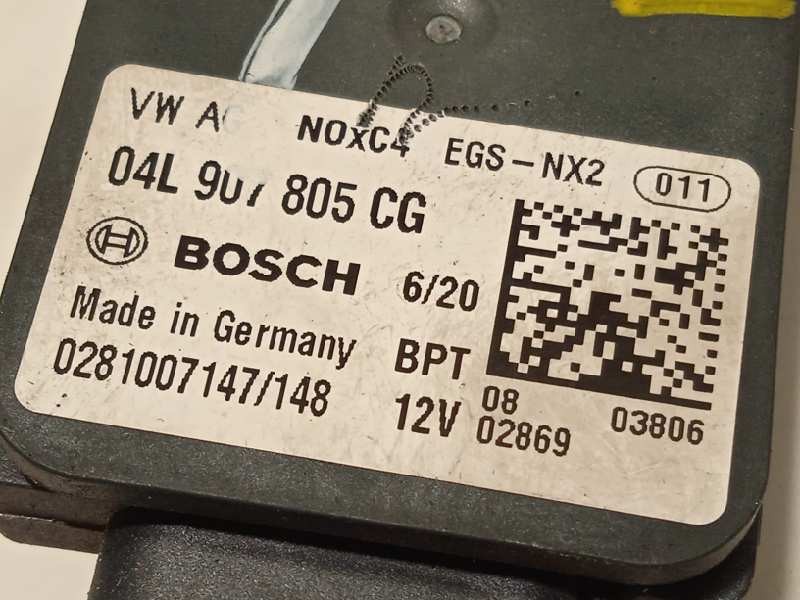 VW AG NOxC4 EGS-NX2 011
04L 907 805 CG
BOSCH 6/20
Made in Germany BPT
0281007147/148 12V
08 03806
02869